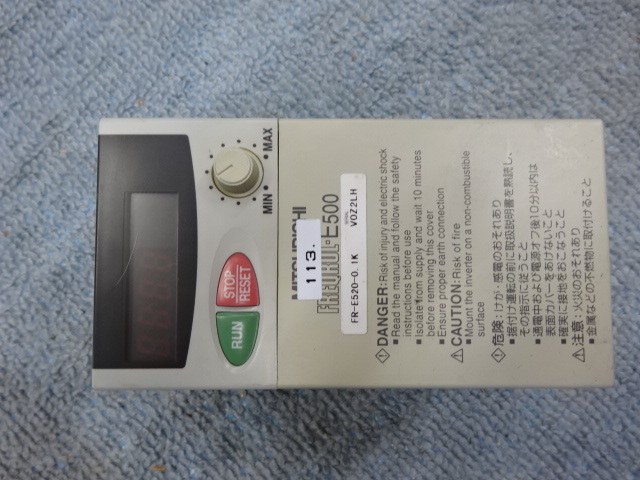 MIN
MAX
STOP
RESET
RUN
MITSUBISHI
FREQROL-E500
113.
FR-E520-0.1K
SERIAL
VOZ2LH
DANGER: Risk of injury and electric shock
● Read the manual and follow the safety
instructions before use
● Isolate from supply and wait 10 minutes
before removing this cover
● Ensure proper earth connection
CAUTION: Risk of fire
● Mount the inverter on a non-combustible
surface
危険：けが、感電のおそれあり
● 据付け運転の前に取扱説明書を熟読し、
その指示に従うこと
● 通電中および電源オフ後10分以内は
表面カバーをあけないこと
● 確実に接地をおこなうこと
注意：火災のおそれあり
● 金属などの不燃物に取付けること